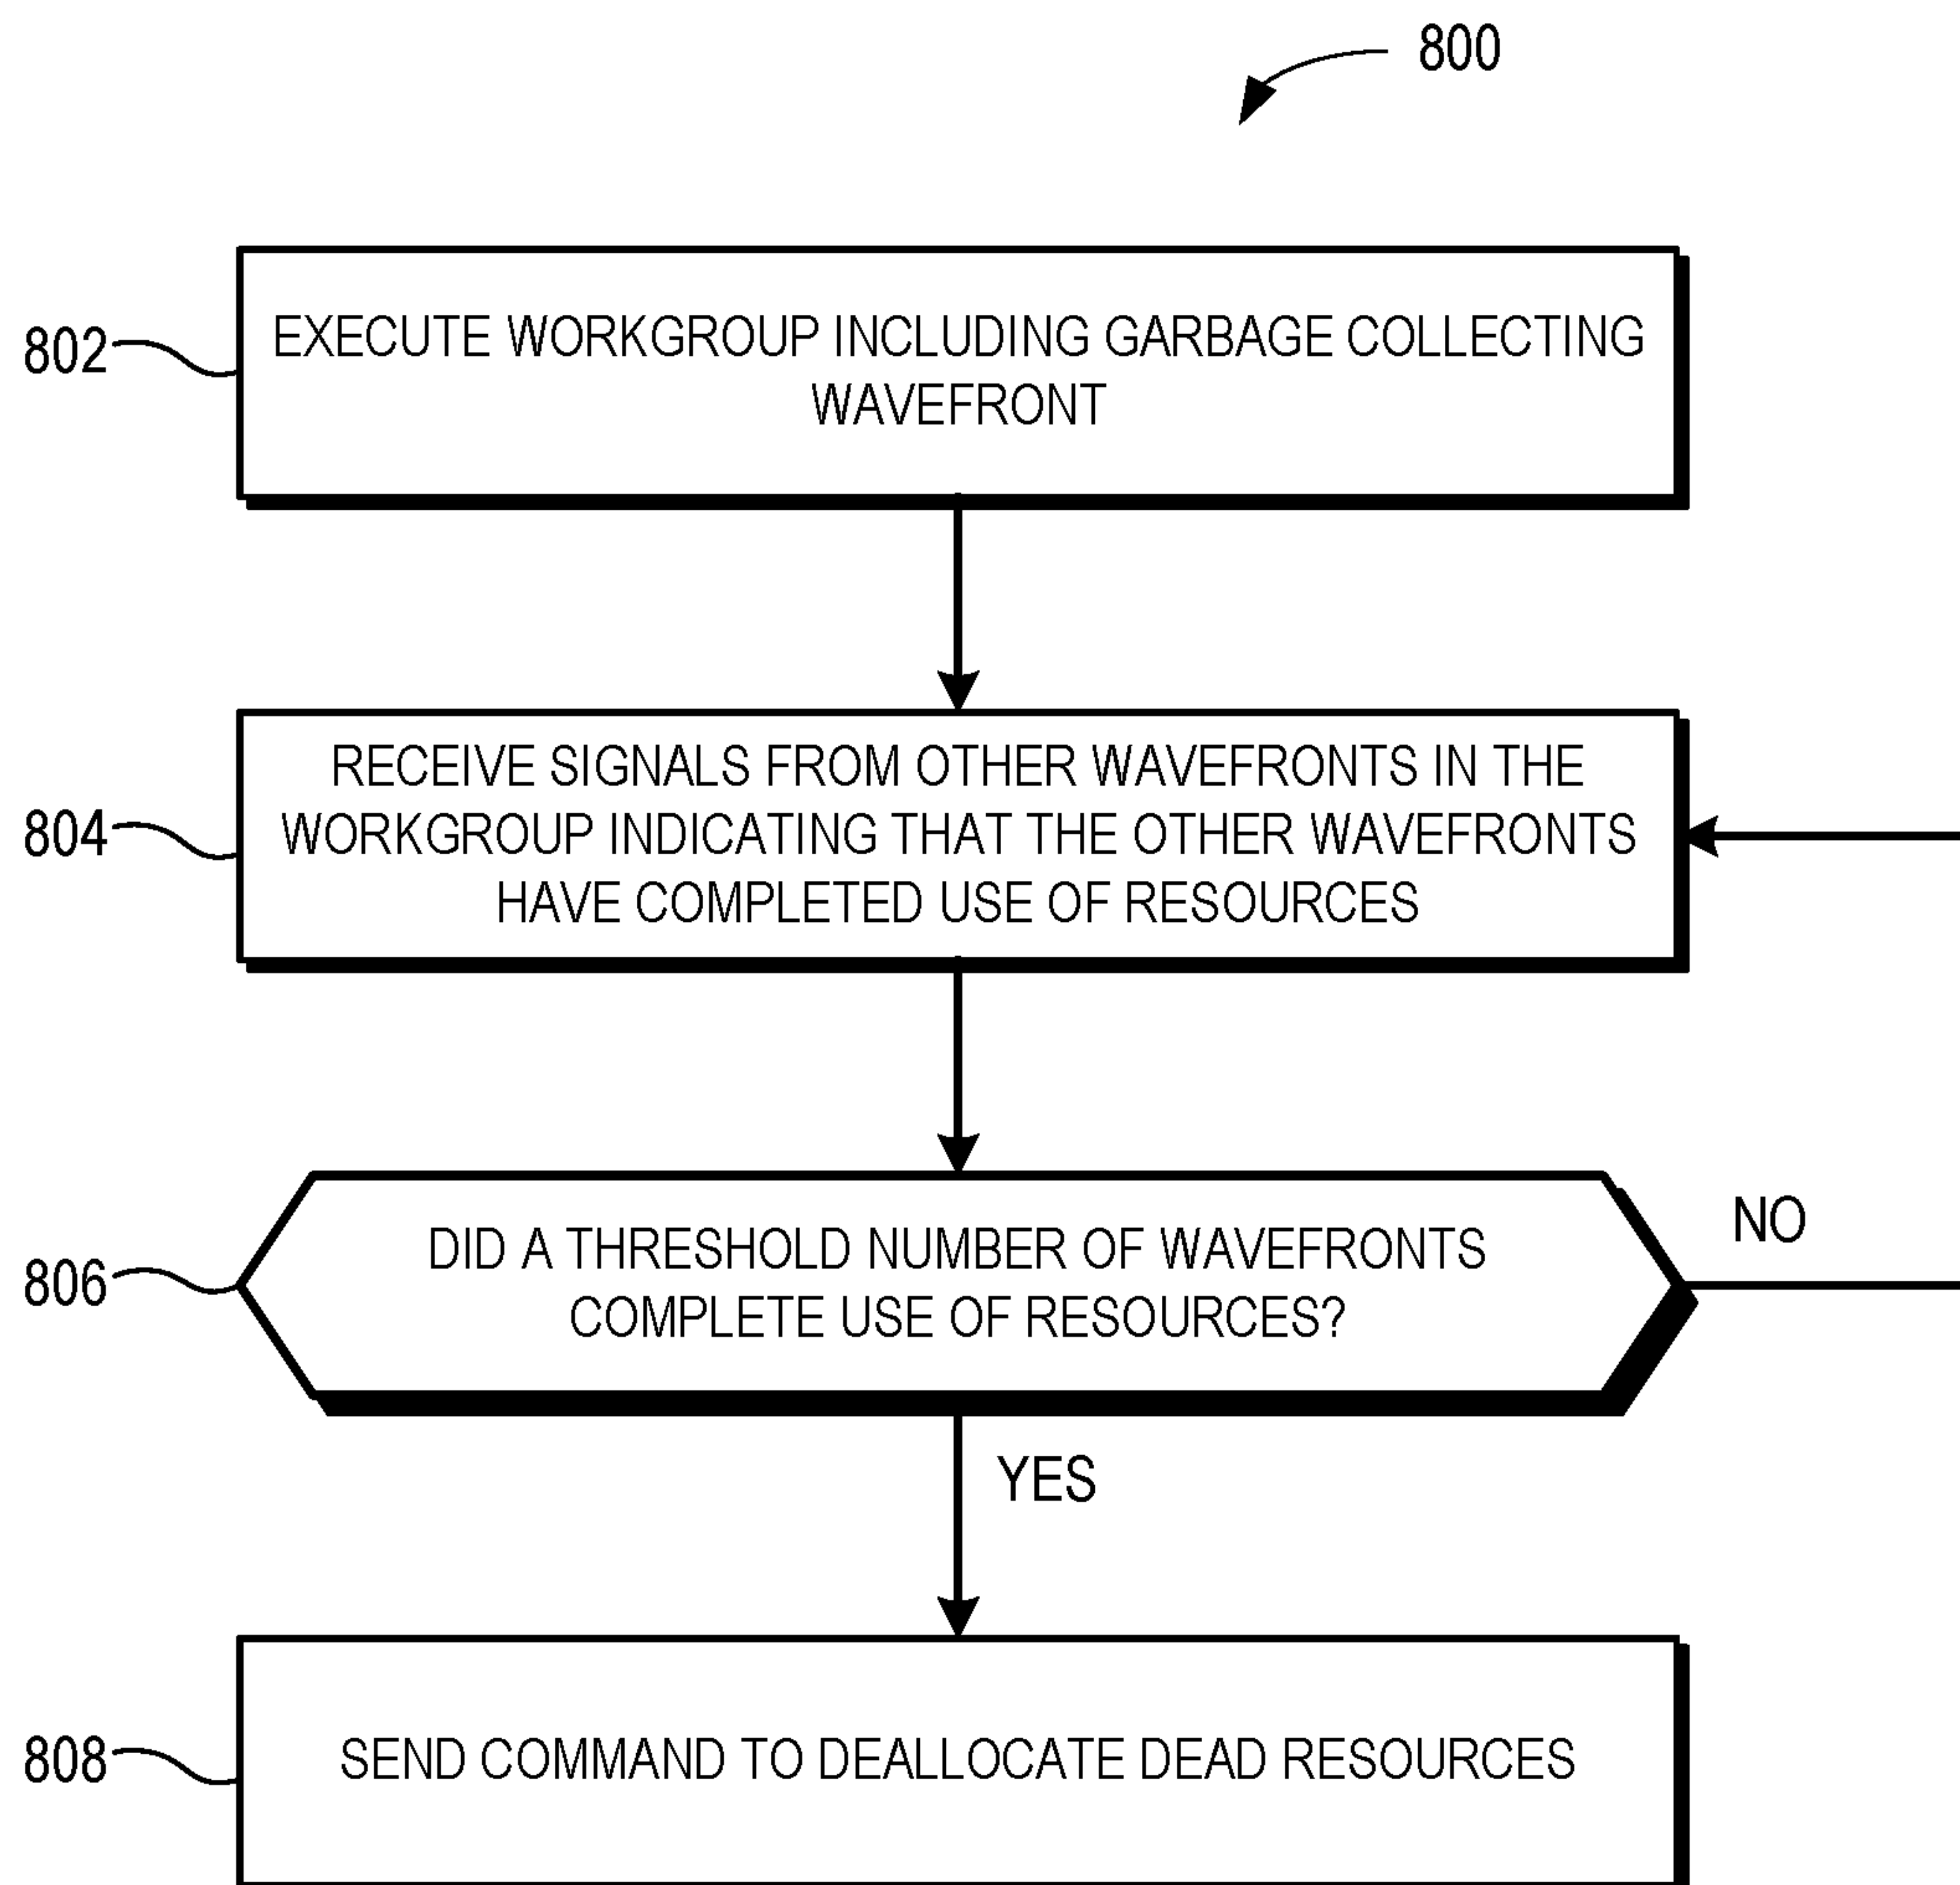 800
802
EXECUTE WORKGROUP INCLUDING GARBAGE COLLECTING
WAVEFRONT
804
RECEIVE SIGNALS FROM OTHER WAVEFRONTS IN THE
WORKGROUP INDICATING THAT THE OTHER WAVEFRONTS
HAVE COMPLETED USE OF RESOURCES
806
DID A THRESHOLD NUMBER OF WAVEFRONTS
COMPLETE USE OF RESOURCES?
NO
YES
808
SEND COMMAND TO DEALLOCATE DEAD RESOURCES